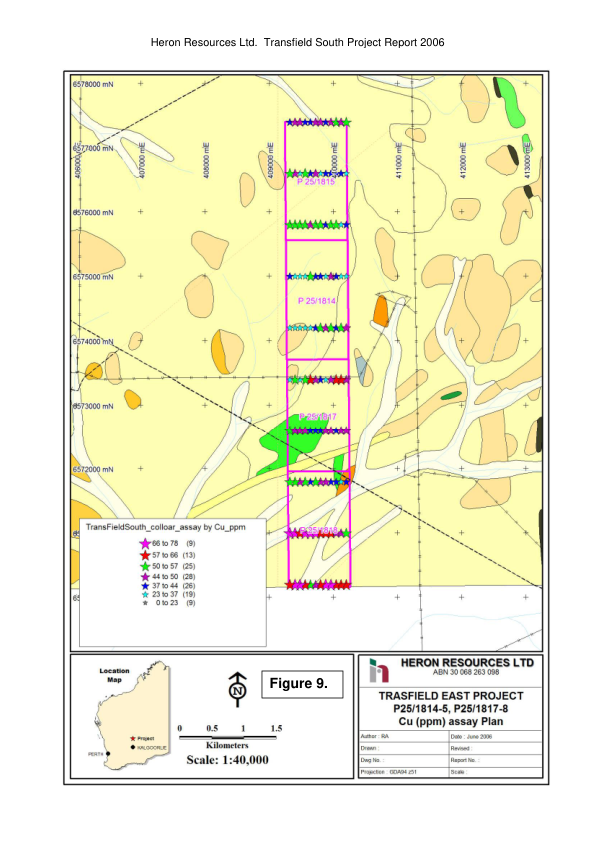 Heron Resources Ltd. Transfield South Project Report 2006
6578000 mN
6577000 mN
6576000 mN
6575000 mN
6574000 mN
6573000 mN
6572000 mN
406000 mE
407000 mE
408000 mE
409000 mE
411000 mE
412000 mE
413000 mE
P 25/1815
P 25/1814
P 25/1817
P 25/1818
TransFieldSouth_colloar_assay by Cu_ppm
66 to 78 (9)
57 to 66 (13)
50 to 57 (25)
44 to 50 (28)
37 to 44 (26)
23 to 37 (19)
0 to 23 (9)
Location
Map
Project
KALGOORLIE
PERTH
N
Figure 9.
0 0.5 1 1.5
Kilometers
Scale: 1:40,000
HERON RESOURCES LTD
ABN 30 068 263 098
TRASFIELD EAST PROJECT
P25/1814-5, P25/1817-8
Cu (ppm) assay Plan
Author : RA
Date : June 2006
Drawn :
Revised :
Dwg No. :
Report No. :
Projection : GDA94 z51
Scale :